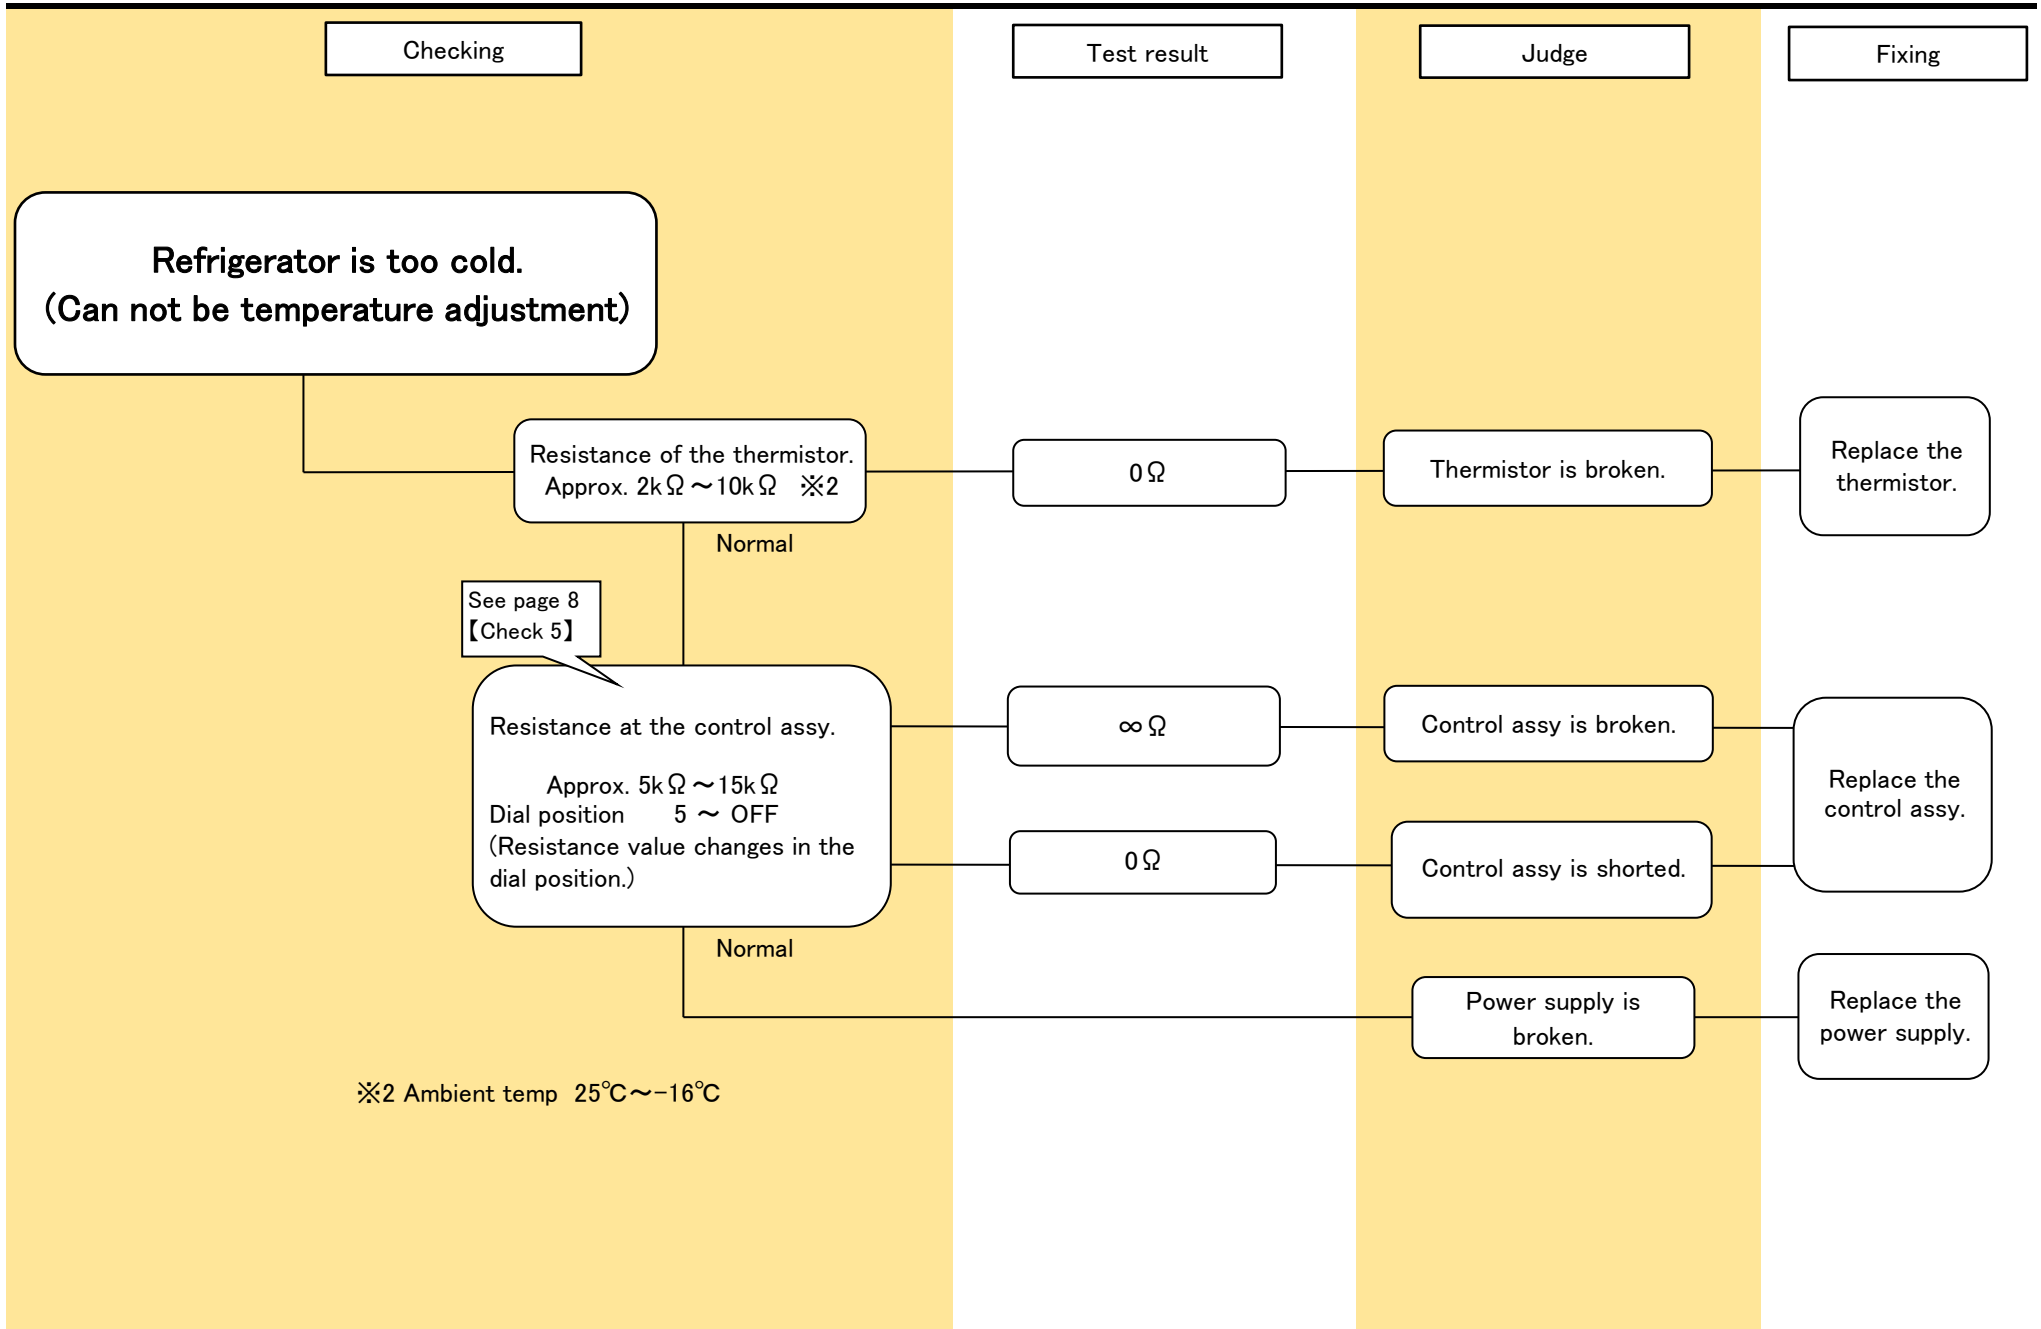 Checking
Test result
Judge
Fixing
Refrigerator is too cold.
(Can not be temperature adjustment)
Resistance of the thermistor.
Approx. 2kΩ～10kΩ ※2
0Ω
Thermistor is broken.
Replace the
thermistor.
Normal
See page 8
【Check 5】
Resistance at the control assy.
Approx. 5kΩ～15kΩ
Dial position 5 ～ OFF
(Resistance value changes in the
dial position.)
∞Ω
Control assy is broken.
0Ω
Control assy is shorted.
Replace the
control assy.
Normal
Power supply is
broken.
Replace the
power supply.
※2 Ambient temp 25℃～-16℃